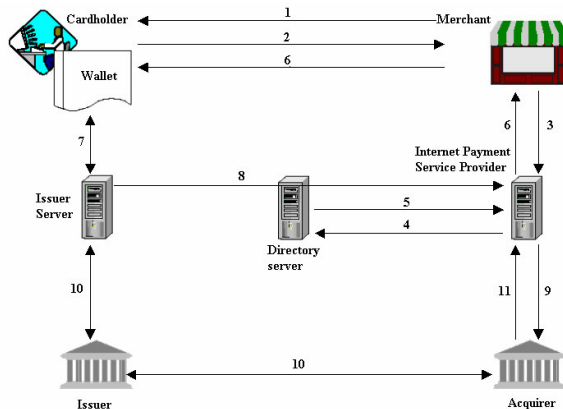 1
Cardholder
Merchant
2
6
Wallet
7
6
3
Internet Payment
Service Provider
8
Issuer
Server
5
4
Directory
server
10
11
9
10
Issuer
Acquirer